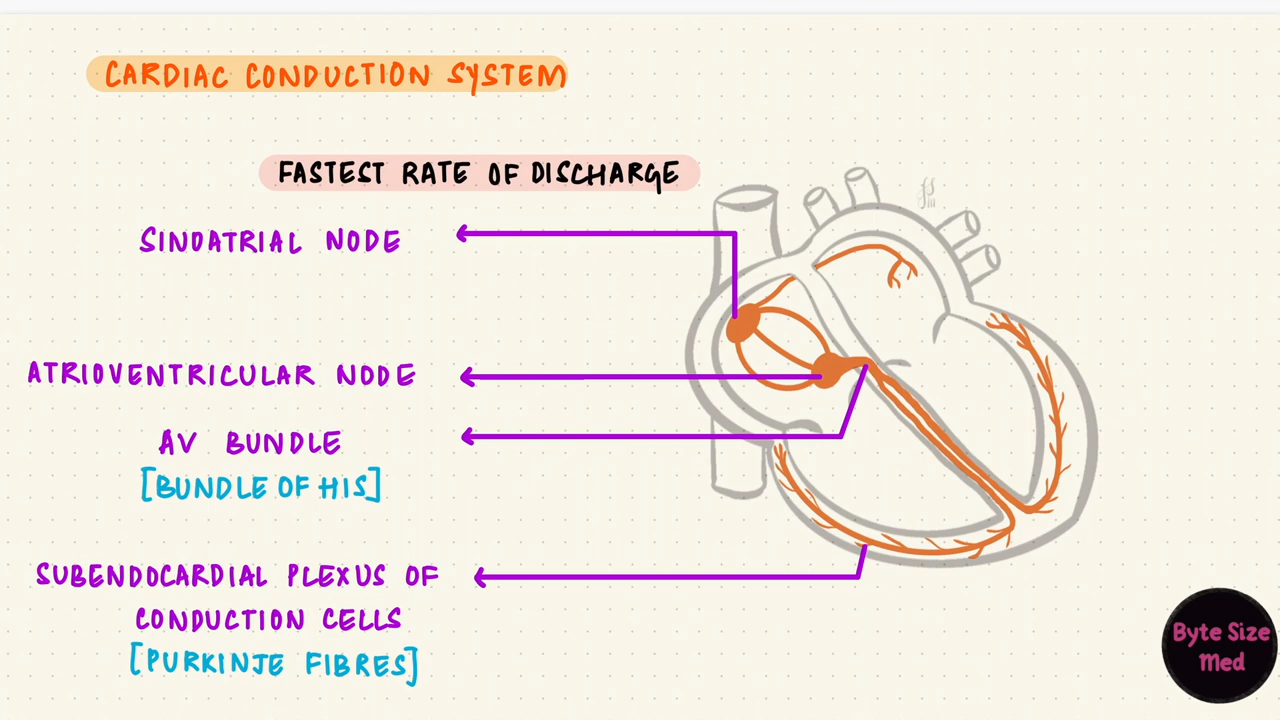 CARDIAC CONDUCTION SYSTEM
FASTEST RATE OF DISCHARGE
SINOATRIAL NODE
ATRIOVENTRICULAR NODE
AV BUNDLE
[BUNDLE OF HIS]
SUBENDOCARDIAL PLEXUS OF
CONDUCTION CELLS
[PURKINJE FIBRES]
Byte Size
Med